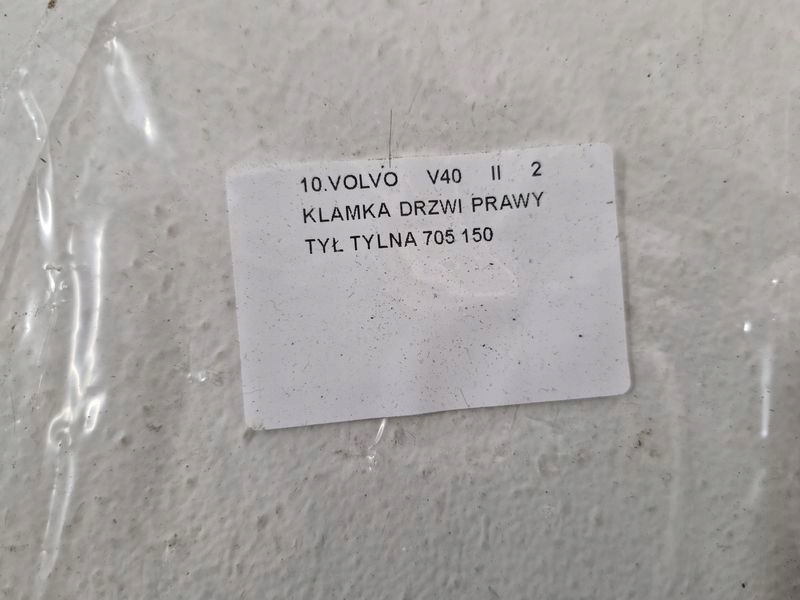 10.VOLVO V40 II 2
KLAMKA DRZWI PRAWY
TYŁ TYLNA 705 150